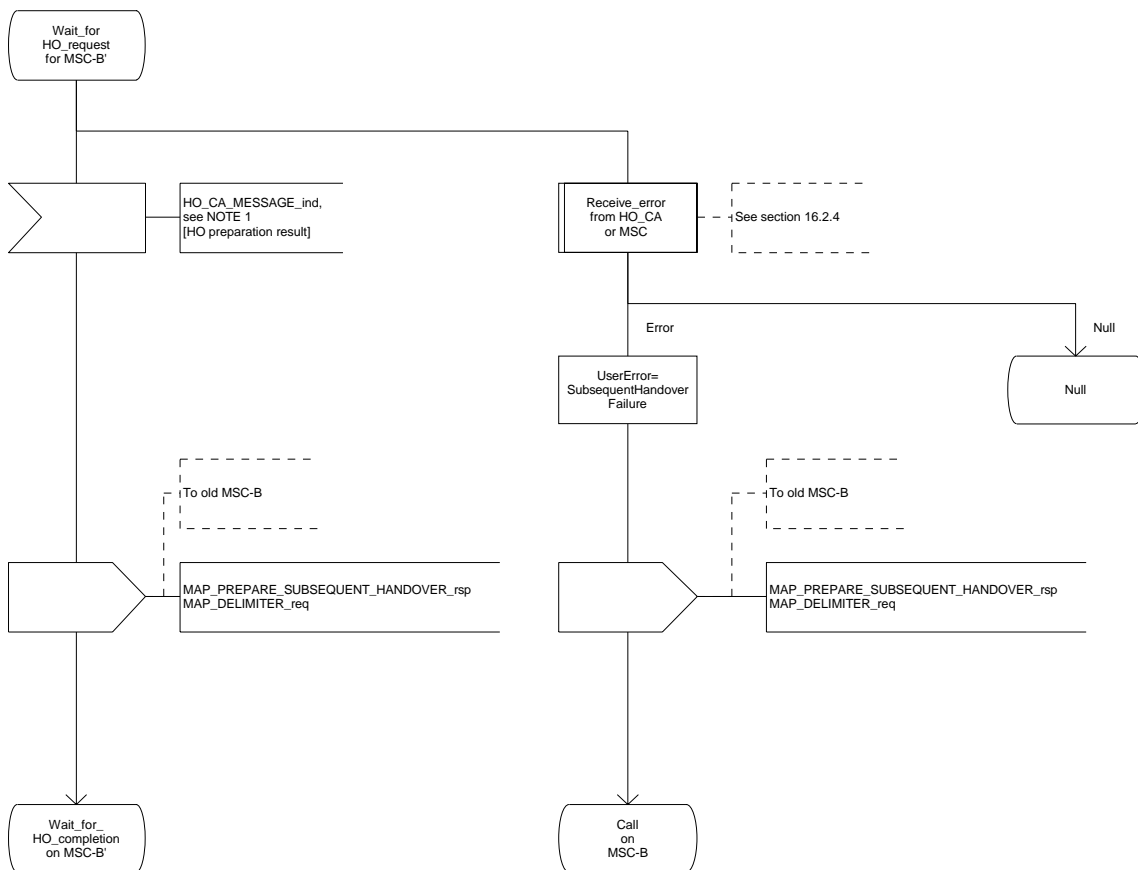 Wait_for
HO_request
for MSC-B'
HO_CA_MESSAGE_ind,
see NOTE 1
[HO preparation result]
Receive_error
from HO_CA
or MSC
See section 16.2.4
Error
Null
UserError=
SubsequentHandover
Failure
Null
To old MSC-B
To old MSC-B
MAP_PREPARE_SUBSEQUENT_HANDOVER_rsp
MAP_DELIMITER_req
MAP_PREPARE_SUBSEQUENT_HANDOVER_rsp
MAP_DELIMITER_req
Wait_for_
HO_completion
on MSC-B'
Call
on
MSC-B